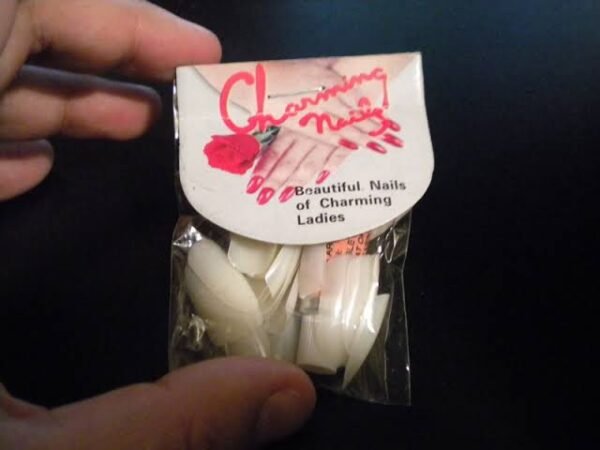 Charming
Nails
Beautiful Nails
of Charming
Ladies